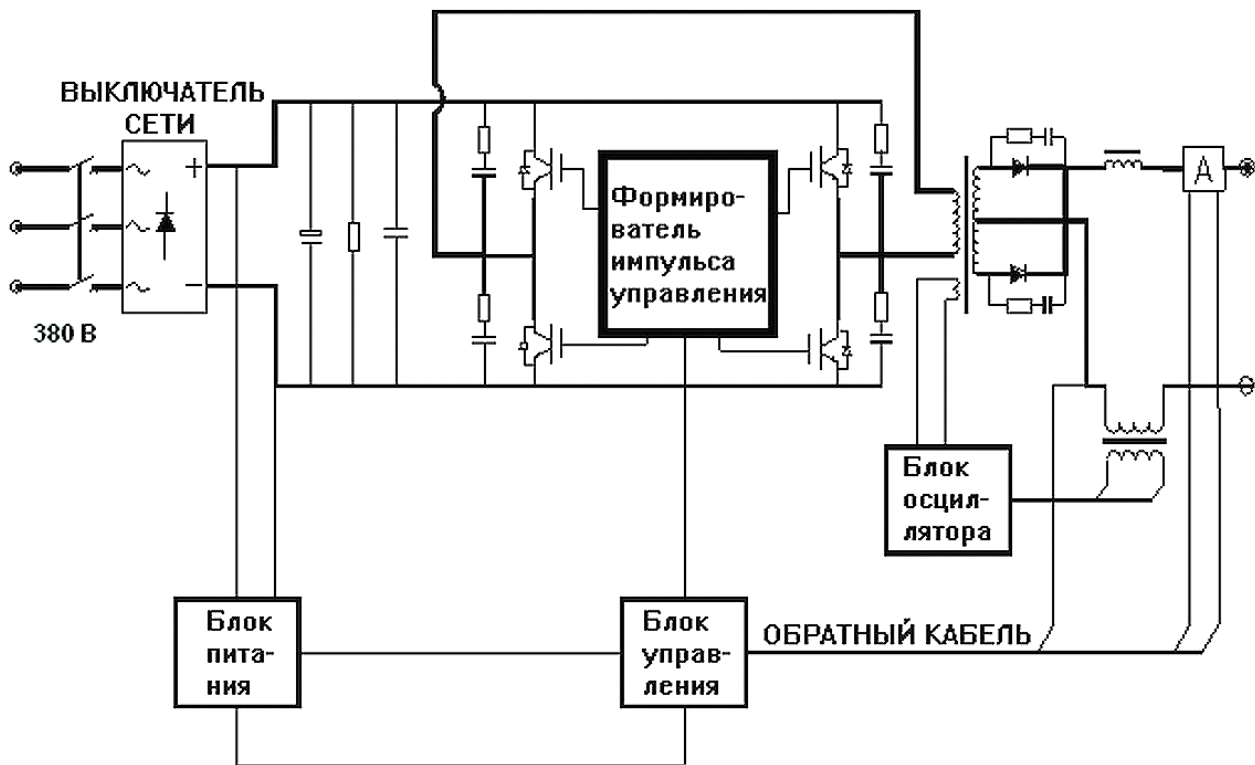 ВЫКЛЮЧАТЕЛЬ
СЕТИ
+
−
380 В
Формиро-
ватель
импульса
управления
А
Блок
осцил-
лятора
Блок
пита-
ния
Блок
управ-
ления
ОБРАТНЫЙ КАБЕЛЬ